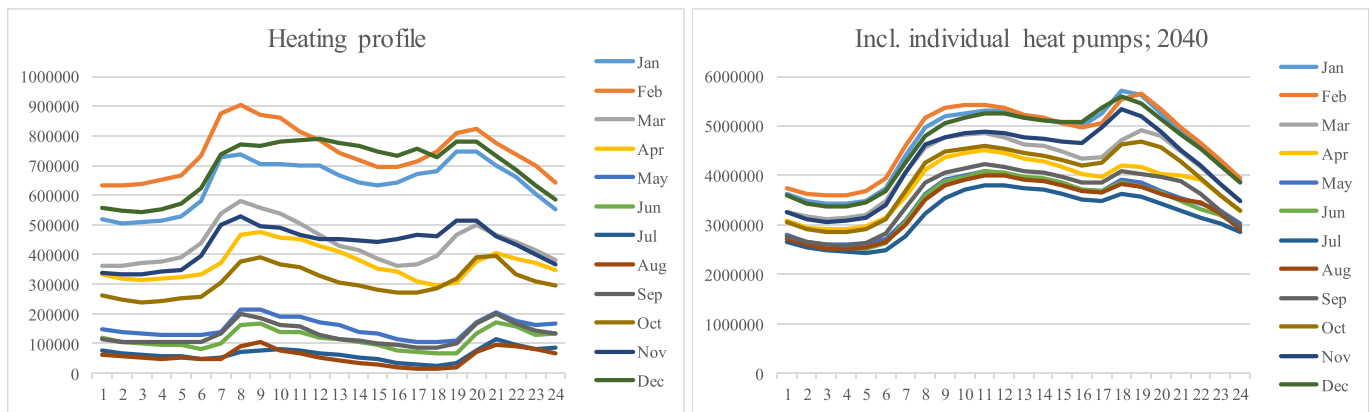 Heating profile
1000000
900000
800000
700000
600000
500000
400000
300000
200000
100000
0
1 2 3 4 5 6 7 8 9 10 11 12 13 14 15 16 17 18 19 20 21 22 23 24
Jan
Feb
Mar
Apr
May
Jun
Jul
Aug
Sep
Oct
Nov
Dec
Incl. individual heat pumps; 2040
6000000
5000000
4000000
3000000
2000000
1000000
0
1 2 3 4 5 6 7 8 9 10 11 12 13 14 15 16 17 18 19 20 21 22 23 24
Jan
Feb
Mar
Apr
May
Jun
Jul
Aug
Sep
Oct
Nov
Dec